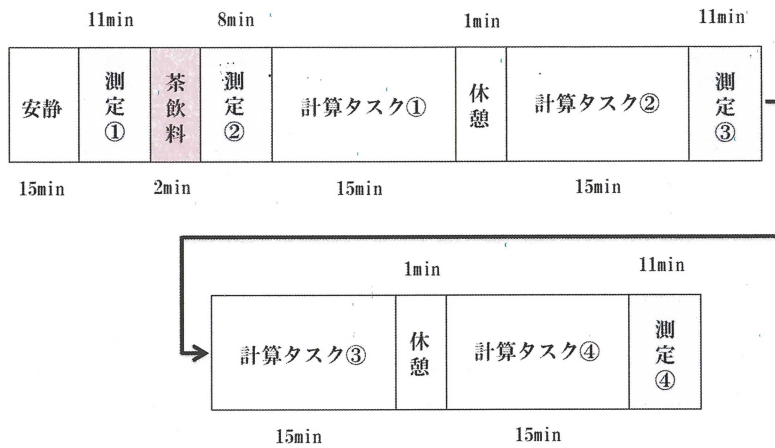 11min 8min 1min 11min
安静 測定① 茶飲料 測定② 計算タスク① 休憩 計算タスク② 測定③
15min 2min 15min 15min
1min 11min
計算タスク③ 休憩 計算タスク④ 測定④
15min 15min